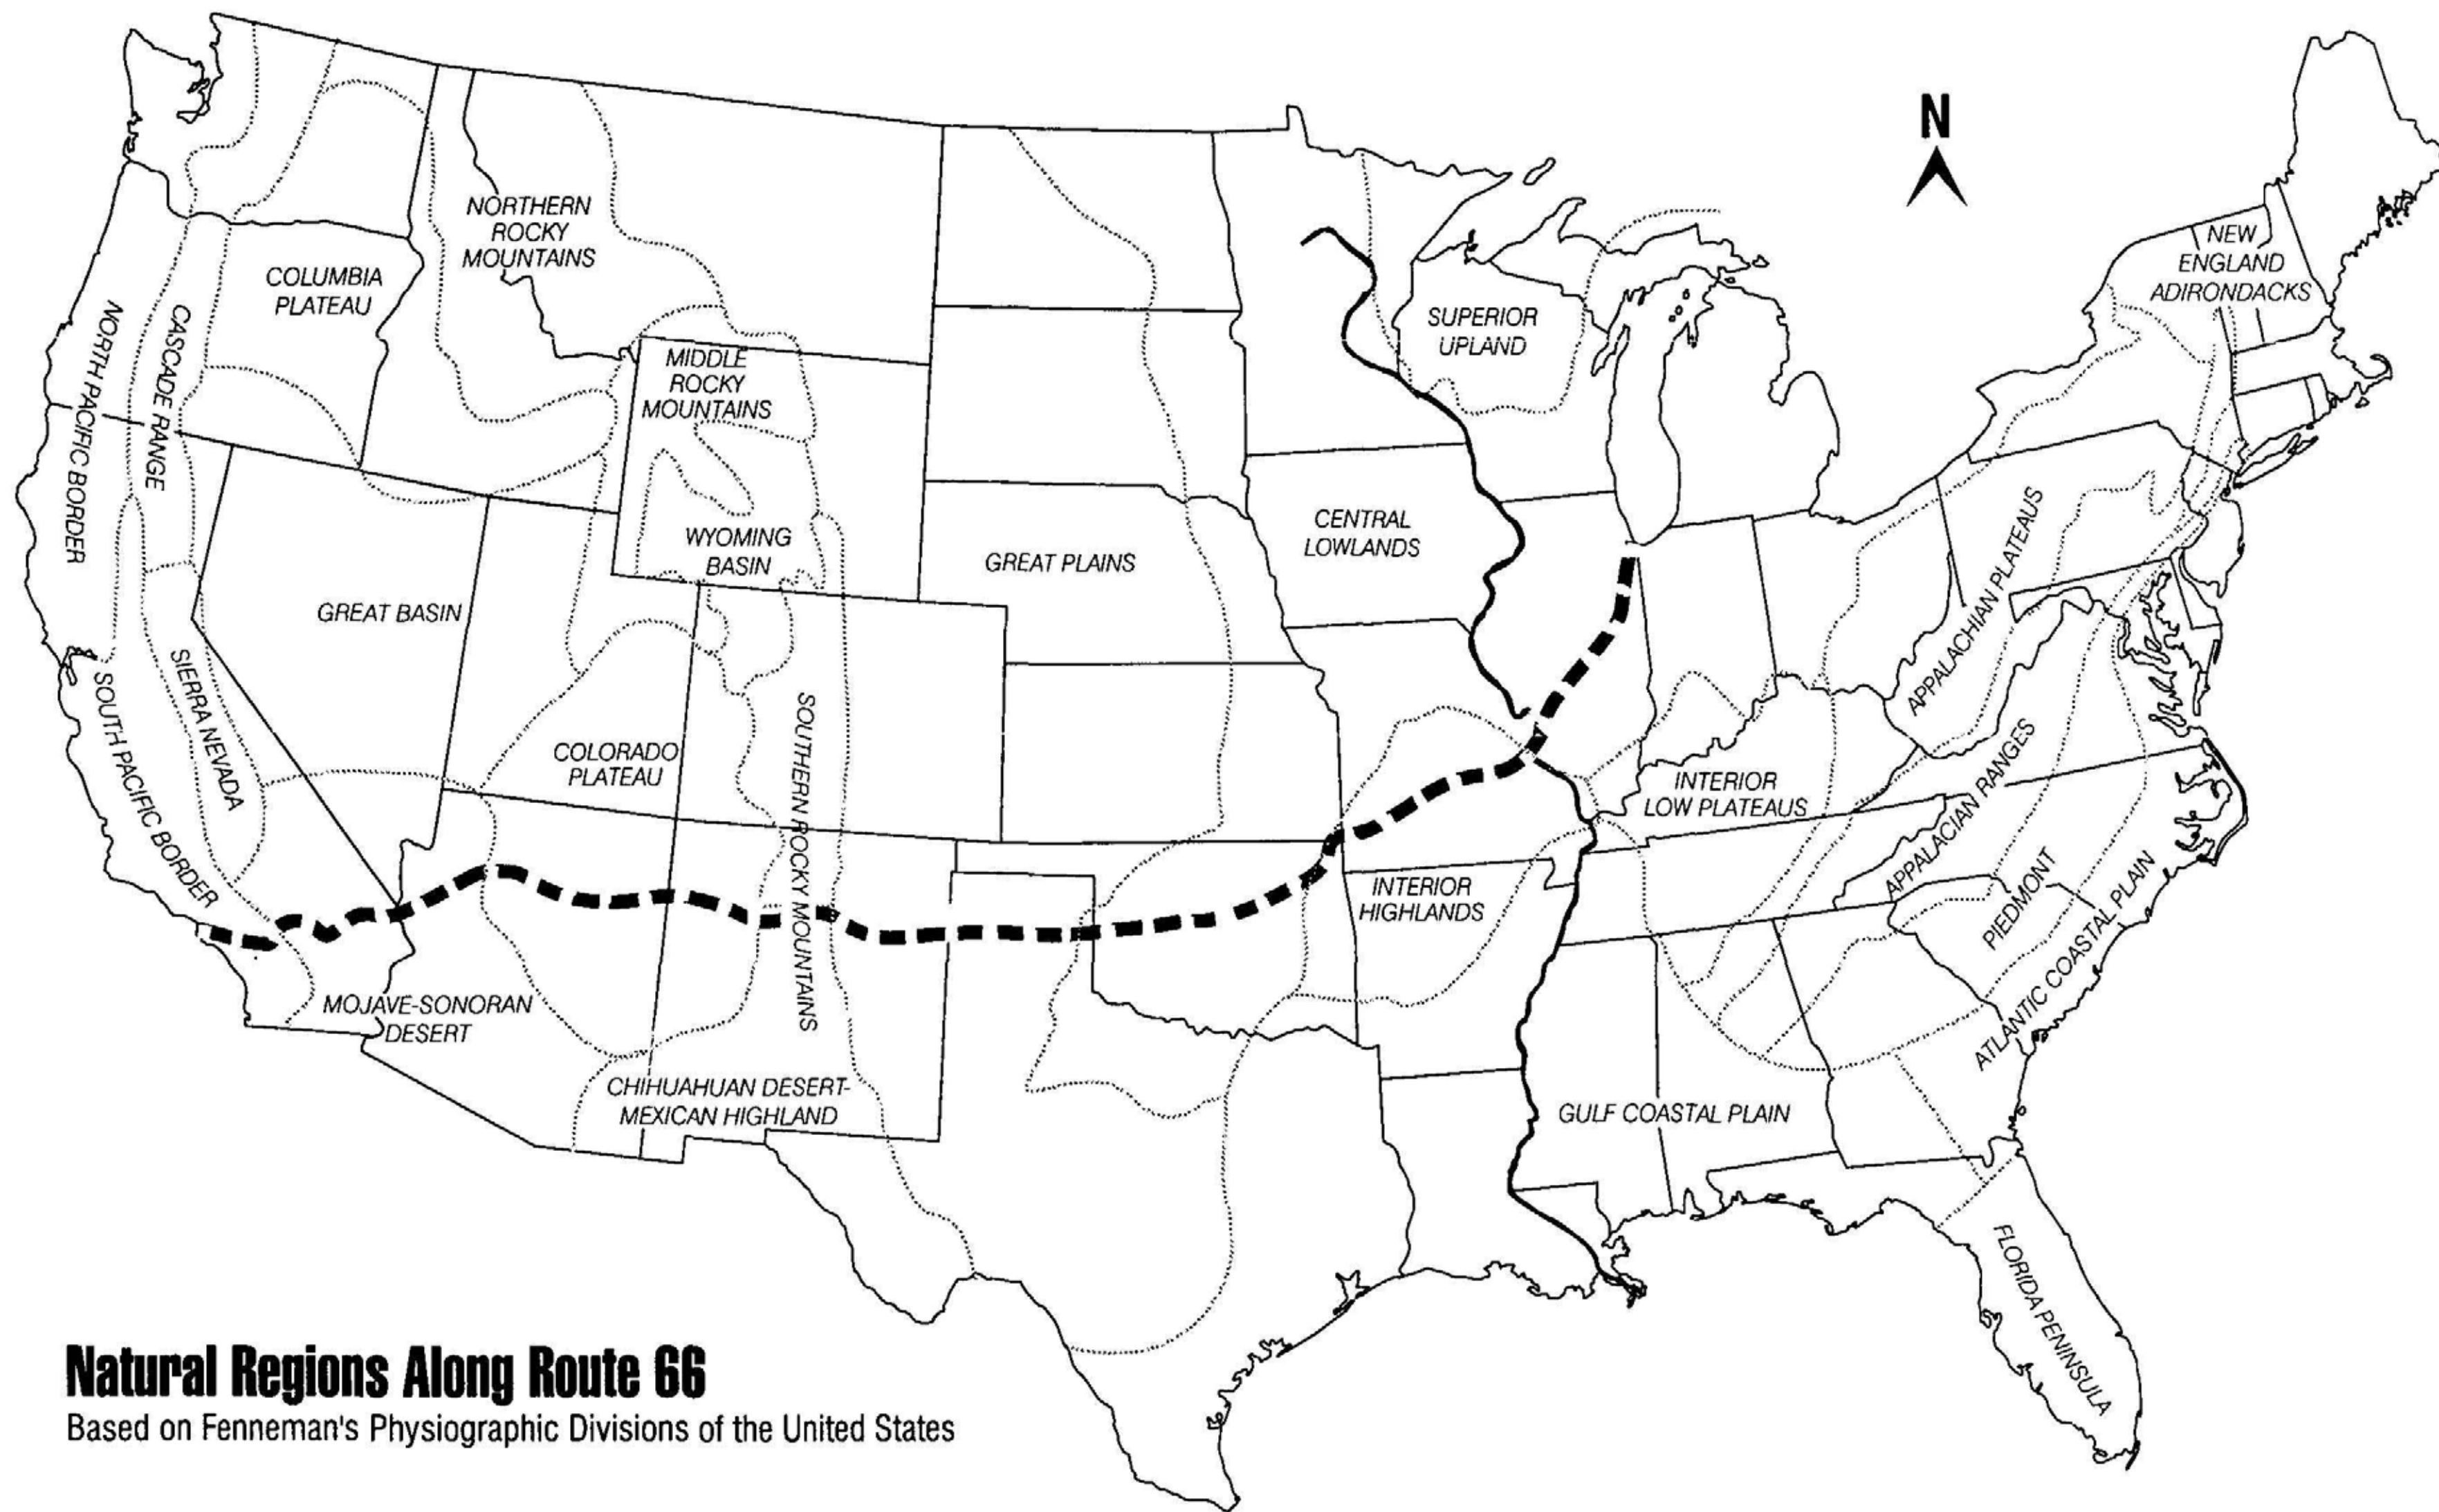 N
NORTHERN
ROCKY
MOUNTAINS
NEW
ENGLAND
ADIRONDACKS
COLUMBIA
PLATEAU
CASCADE RANGE
NORTH PACIFIC BORDER
SUPERIOR
UPLAND
MIDDLE
ROCKY
MOUNTAINS
WYOMING
BASIN
GREAT PLAINS
CENTRAL
LOWLANDS
APPALACHIAN PLATEAUS
GREAT BASIN
SIERRA NEVADA
SOUTH PACIFIC BORDER
COLORADO
PLATEAU
SOUTHERN ROCKY MOUNTAINS
INTERIOR
LOW PLATEAUS
APPALACIAN RANGES
INTERIOR
HIGHLANDS
PIEDMONT
ATLANTIC COASTAL PLAIN
MOJAVE-SONORAN
DESERT
CHIHUAHUAN DESERT-
MEXICAN HIGHLAND
GULF COASTAL PLAIN
FLORIDA PENINSULA
Natural Regions Along Route 66
Based on Fenneman's Physiographic Divisions of the United States